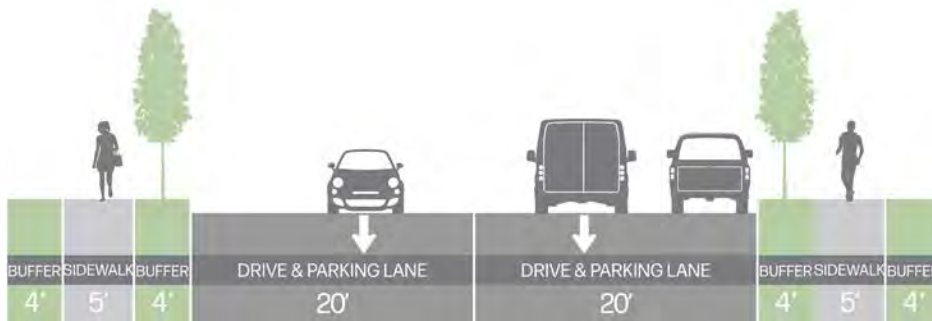 BUFFER SIDEWALK BUFFER DRIVE & PARKING LANE DRIVE & PARKING LANE BUFFER SIDEWALK BUFFER
4' 5' 4' 20' 20' 4' 5' 4'